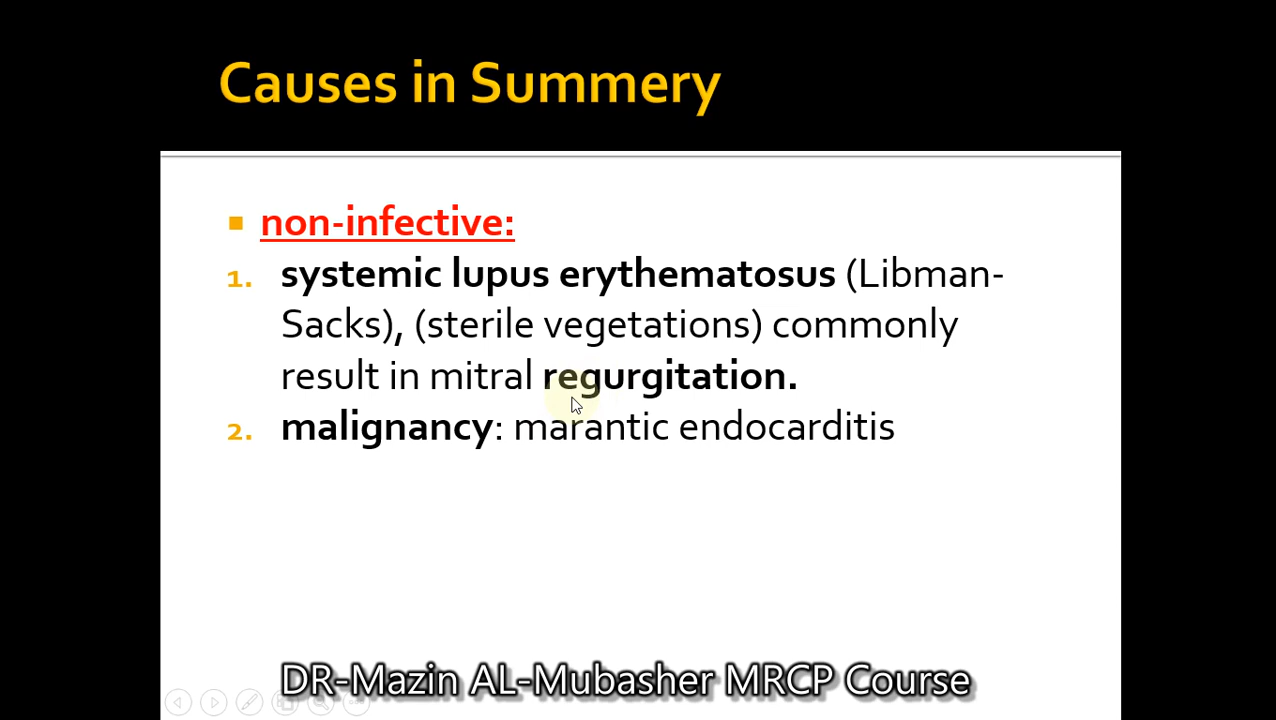 Causes in Summery
non-infective:
1. systemic lupus erythematosus (Libman-
Sacks), (sterile vegetations) commonly
result in mitral regurgitation.
2. malignancy: marantic endocarditis
DR-Mazin AL-Mubasher MRCP Course